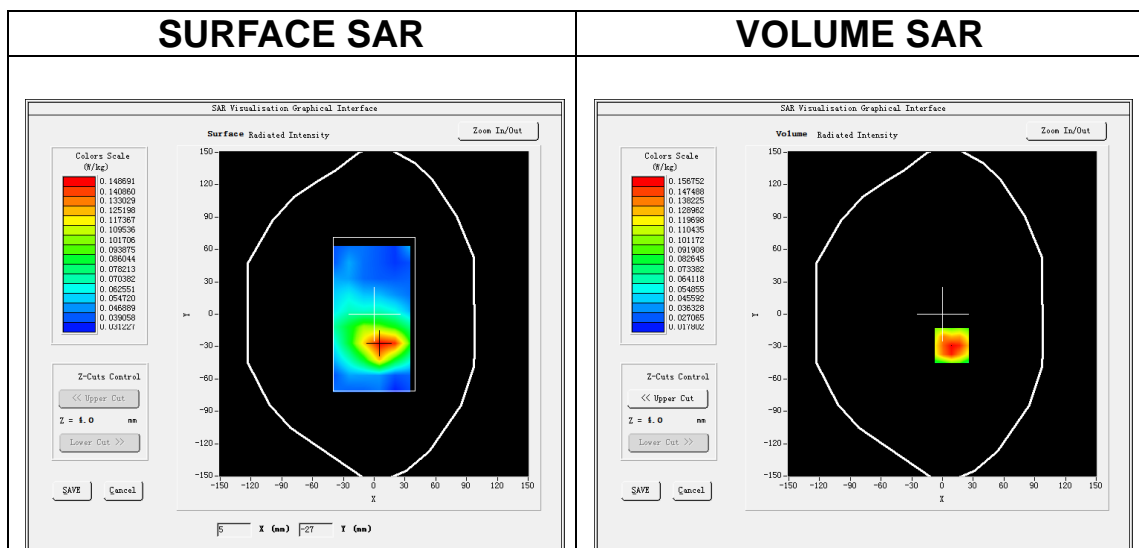 SURFACE SAR
VOLUME SAR
SAR Visualisation Graphical Interface
Surface Radiated Intensity
Zoom In/Out
Colors Scale
(W/kg)
0.148691
0.140860
0.133029
0.125198
0.117367
0.109536
0.101706
0.093875
0.086044
0.078213
0.070382
0.062551
0.054720
0.046889
0.039058
0.031227
Z-Cuts Control
<< Upper Cut
Z = 4.0 mm
Lower Cut >>
SAVE
Cancel
150
120
90
60
30
0
-30
-60
-90
-120
-150
Y
-150 -120 -90 -60 -30 0 30 60 90 120 150
X
5 X (mm) -27 Y (mm)
SAR Visualisation Graphical Interface
Volume Radiated Intensity
Zoom In/Out
Colors Scale
(W/kg)
0.156752
0.147488
0.138225
0.128962
0.119698
0.110435
0.101172
0.091908
0.082645
0.073382
0.064118
0.054855
0.045592
0.036328
0.027065
0.017802
Z-Cuts Control
<< Upper Cut
Z = 4.0 mm
Lower Cut >>
SAVE
Cancel
150
120
90
60
30
0
-30
-60
-90
-120
-150
Y
-150 -120 -90 -60 -30 0 30 60 90 120 150
X